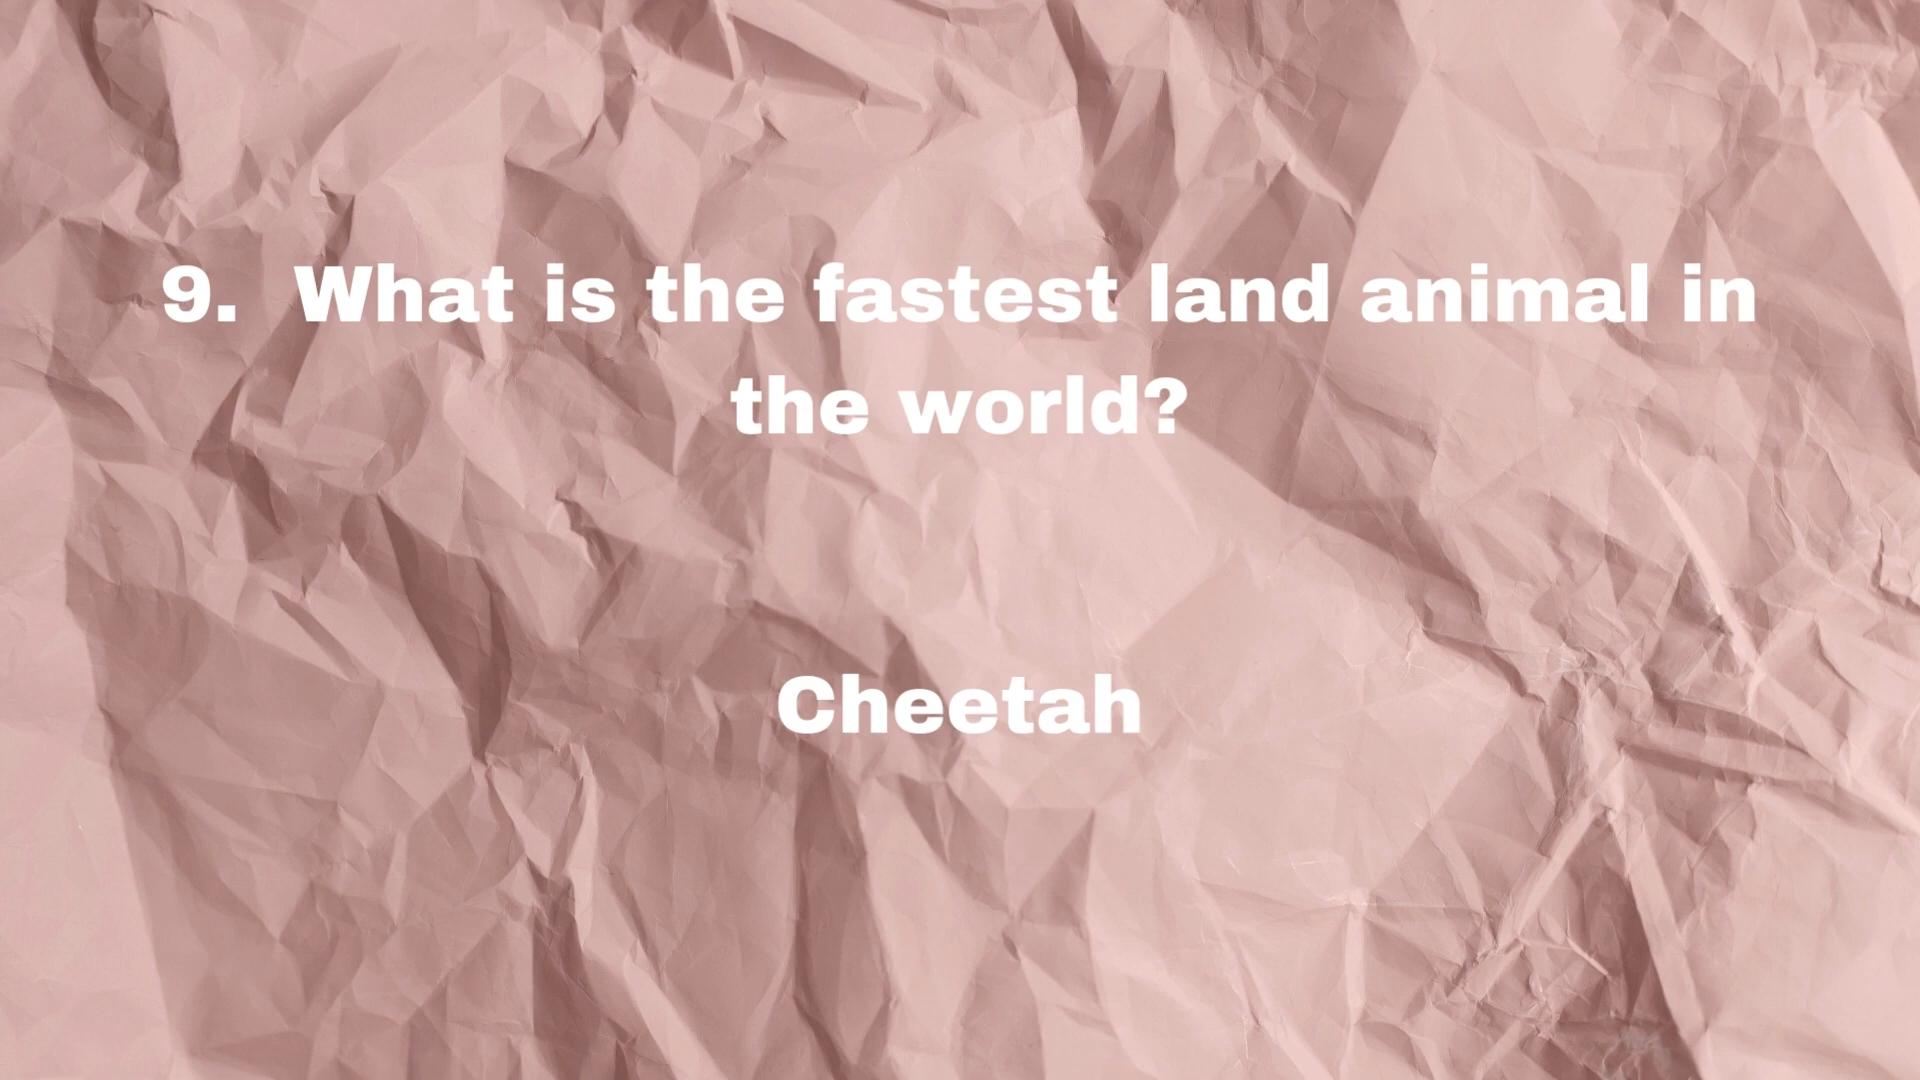 9. What is the fastest land animal in
the world?
Cheetah